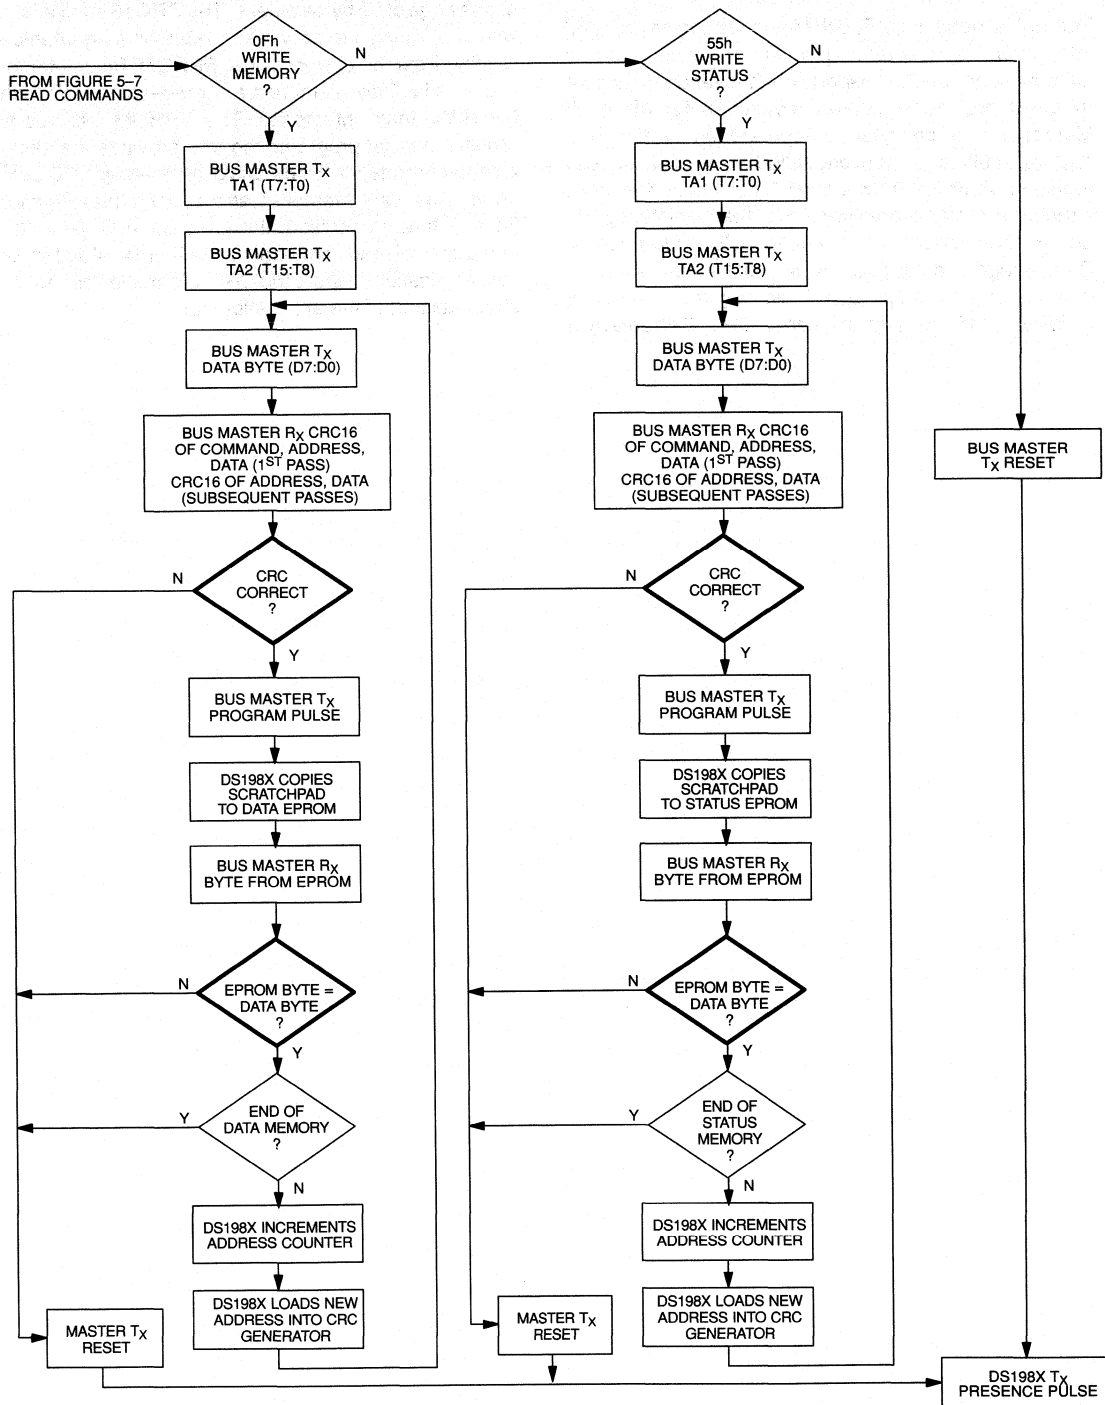 FROM FIGURE 5–7
READ COMMANDS
0Fh
WRITE
MEMORY
?
N
Y
BUS MASTER TX
TA1 (T7:T0)
BUS MASTER TX
TA2 (T15:T8)
BUS MASTER TX
DATA BYTE (D7:D0)
BUS MASTER RX CRC16
OF COMMAND, ADDRESS,
DATA (1ST PASS)
CRC16 OF ADDRESS, DATA
(SUBSEQUENT PASSES)
CRC
CORRECT
?
N
Y
BUS MASTER TX
PROGRAM PULSE
DS198X COPIES
SCRATCHPAD
TO DATA EPROM
BUS MASTER RX
BYTE FROM EPROM
EPROM BYTE =
DATA BYTE
?
N
Y
END OF
DATA MEMORY
?
Y
N
DS198X INCREMENTS
ADDRESS COUNTER
DS198X LOADS NEW
ADDRESS INTO CRC
GENERATOR
MASTER TX
RESET
55h
WRITE
STATUS
?
N
Y
BUS MASTER TX
TA1 (T7:T0)
BUS MASTER TX
TA2 (T15:T8)
BUS MASTER TX
DATA BYTE (D7:D0)
BUS MASTER RX CRC16
OF COMMAND, ADDRESS,
DATA (1ST PASS)
CRC16 OF ADDRESS, DATA
(SUBSEQUENT PASSES)
CRC
CORRECT
?
N
Y
BUS MASTER TX
PROGRAM PULSE
DS198X COPIES
SCRATCHPAD
TO STATUS EPROM
BUS MASTER RX
BYTE FROM EPROM
EPROM BYTE =
DATA BYTE
?
N
Y
END OF
STATUS
MEMORY
?
Y
N
DS198X INCREMENTS
ADDRESS COUNTER
DS198X LOADS NEW
ADDRESS INTO CRC
GENERATOR
MASTER TX
RESET
BUS MASTER
TX RESET
DS198X TX
PRESENCE PULSE